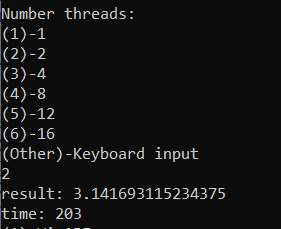 Number threads:
(1)-1
(2)-2
(3)-4
(4)-8
(5)-12
(6)-16
(Other)-Keyboard input
2
result: 3.141693115234375
time: 203